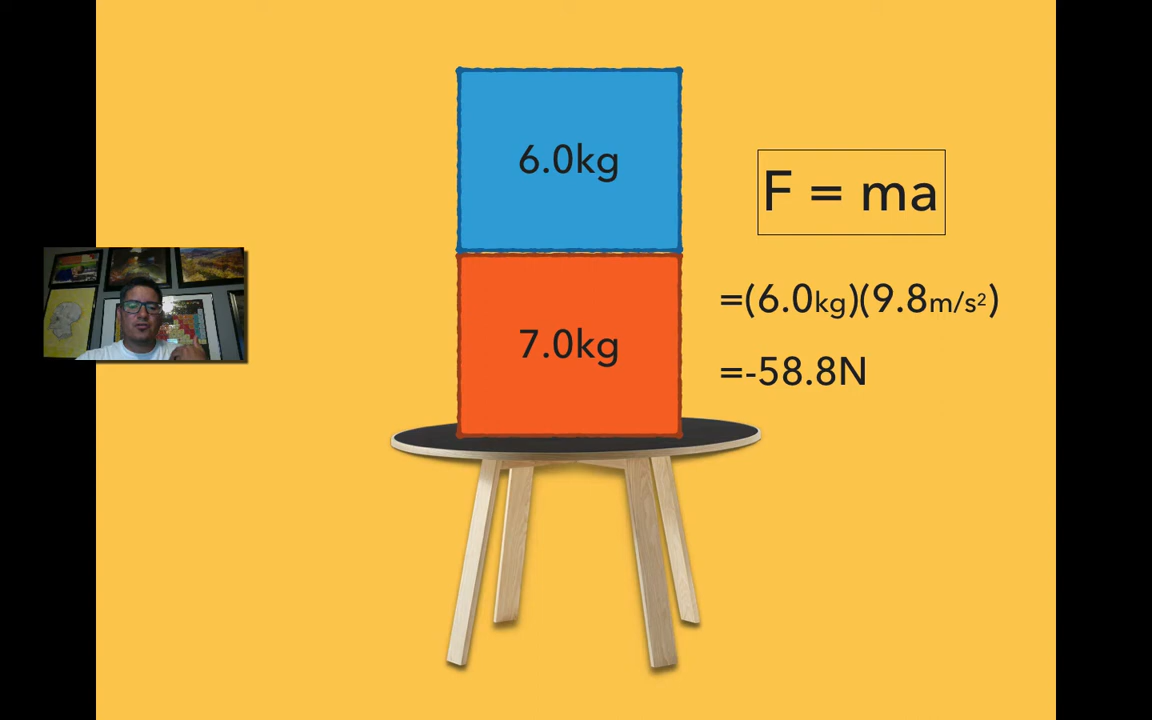 6.0kg
F = ma
=(6.0kg)(9.8m/s²)
7.0kg
=-58.8N